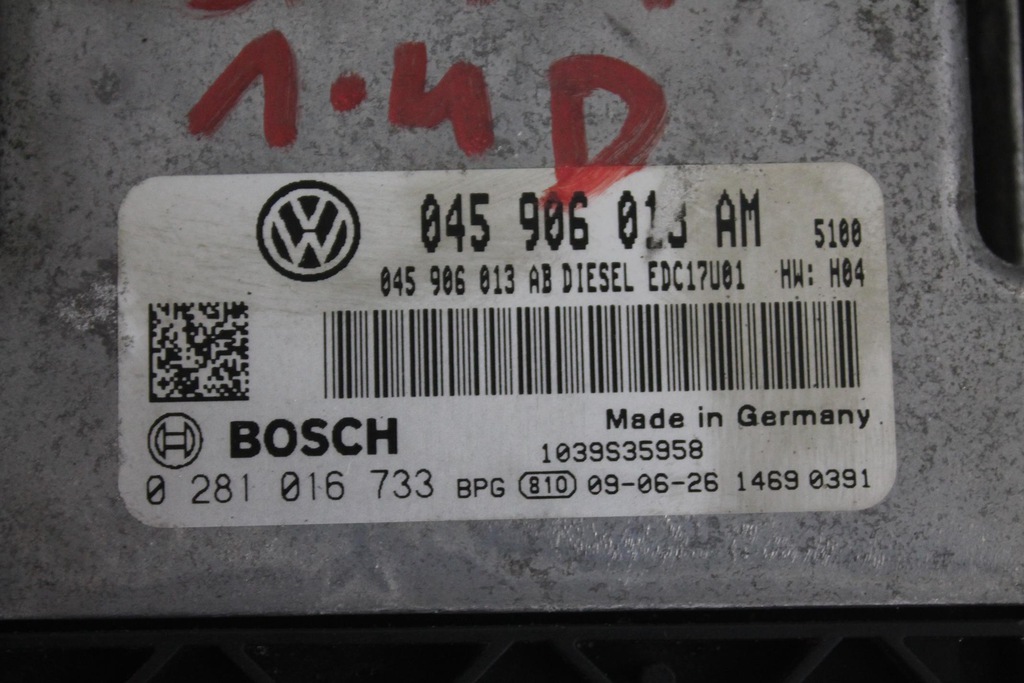 1.4D
045 906 013 AM 5100
045 906 013 AB DIESEL EDC17U01 HW: H04
BOSCH
Made in Germany
1039S35958
0 281 016 733 BPG 810 09-06-26 1469 0391